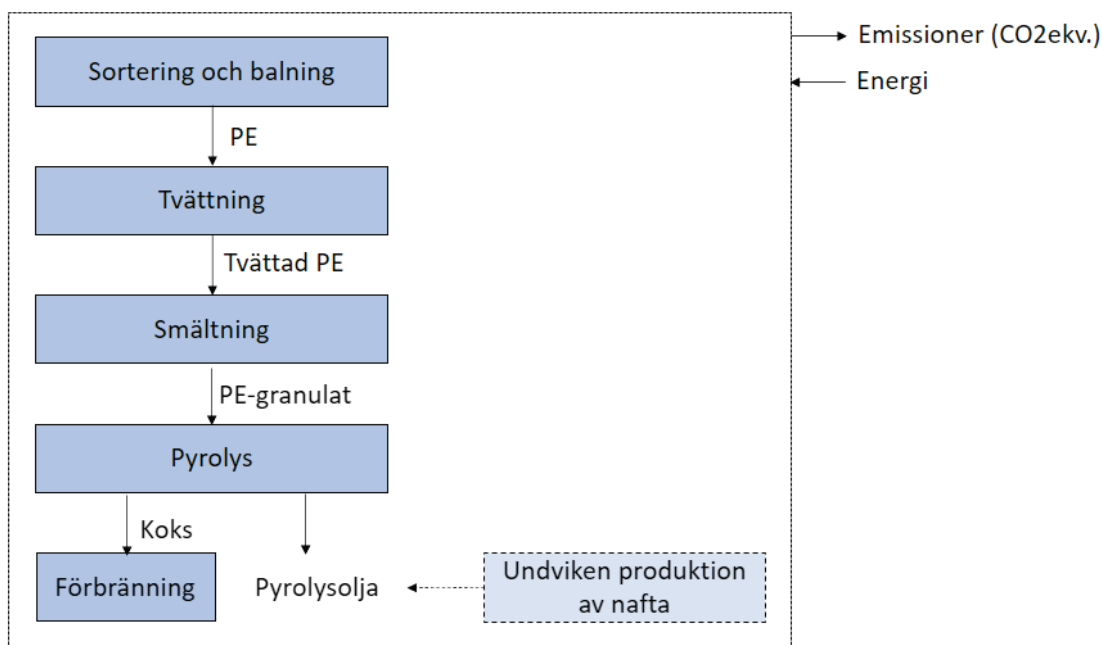 Sortering och balning
Emissioner (CO2ekv.)
Energi
PE
Tvättning
Tvättad PE
Smältning
PE-granulat
Pyrolys
Koks
Förbränning
Pyrolysolja
Undviken produktion
av nafta